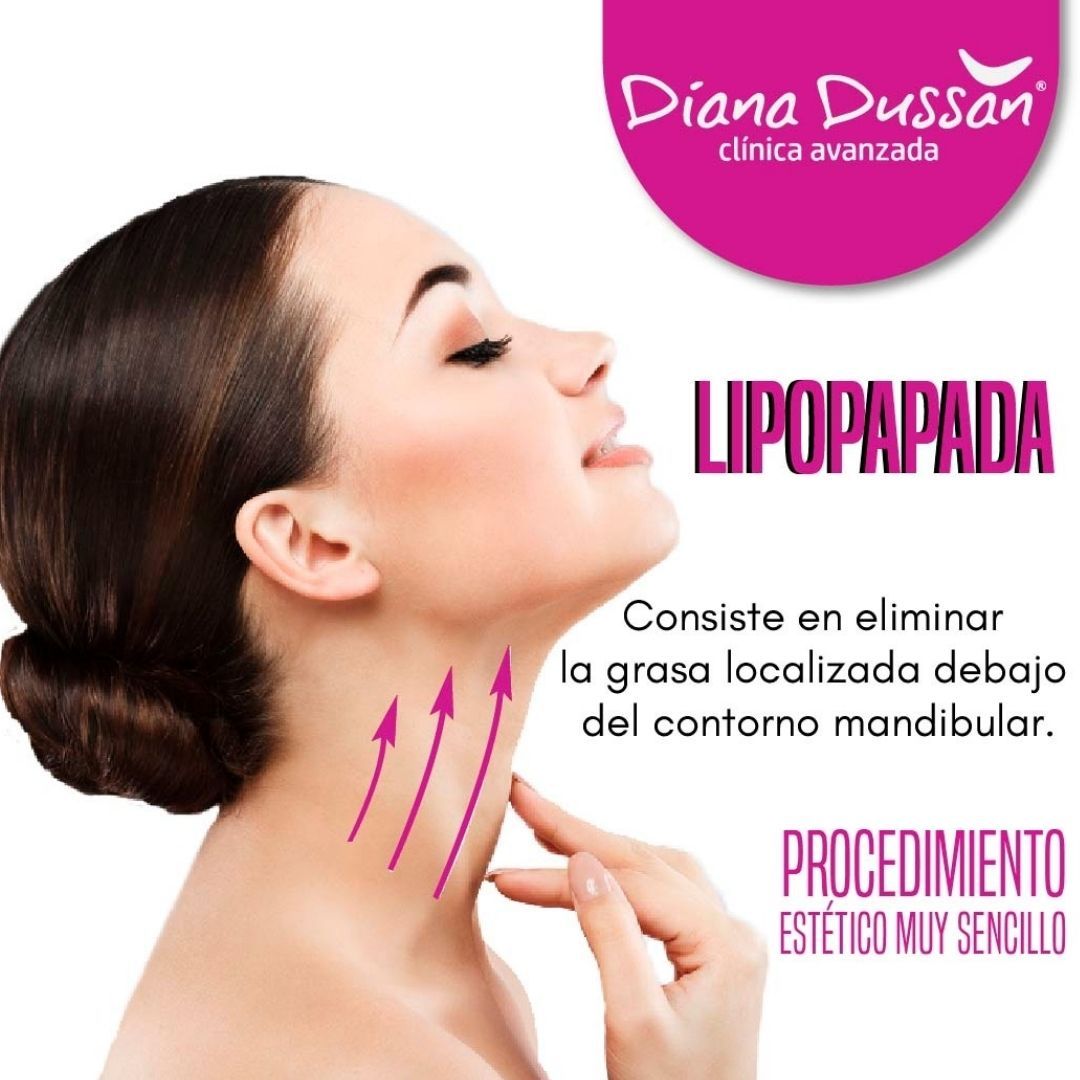 Diana Dussan®
clínica avanzada
LIPOPAPADA
Consiste en eliminar
la grasa localizada debajo
del contorno mandibular.
PROCEDIMIENTO
ESTÉTICO MUY SENCILLO